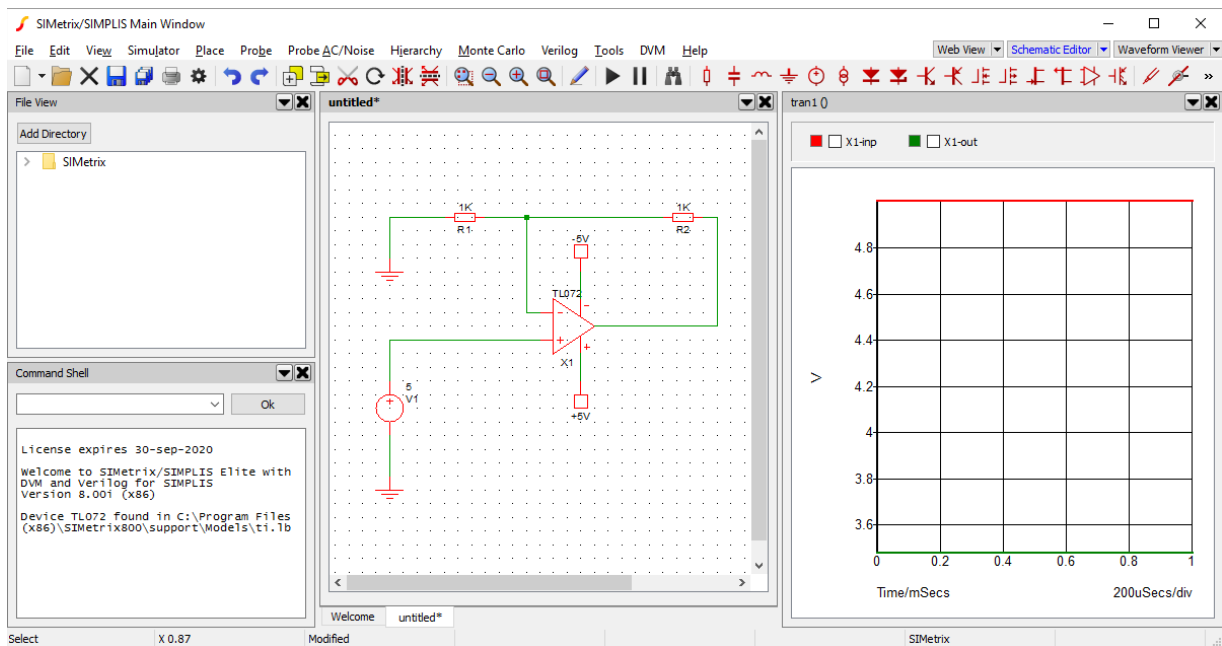 SIMetrix/SIMPLIS Main Window
File Edit View Simulator Place Probe Probe AC/Noise Hierarchy Monte Carlo Verilog Tools DVM Help
Web View Schematic Editor Waveform Viewer
File View
Add Directory
SIMetrix
Command Shell
Ok
License expires 30-sep-2020
Welcome to SIMetrix/SIMPLIS Elite with
DVM and Verilog for SIMPLIS
Version 8.00i (x86)
Device TL072 found in C:\Program Files
(x86)\SIMetrix800\support\Models\ti.lb
untitled*
1K
R1
1K
R2
-5V
TL072
-
-
+
+
X1
5
+
V1
+5V
Welcome untitled*
tran1 ()
X1-inp X1-out
4.8
4.6
4.4
V
4.2
4
3.8
3.6
0 0.2 0.4 0.6 0.8 1
Time/mSecs 200uSecs/div
Select X 0.87 Modified SIMetrix